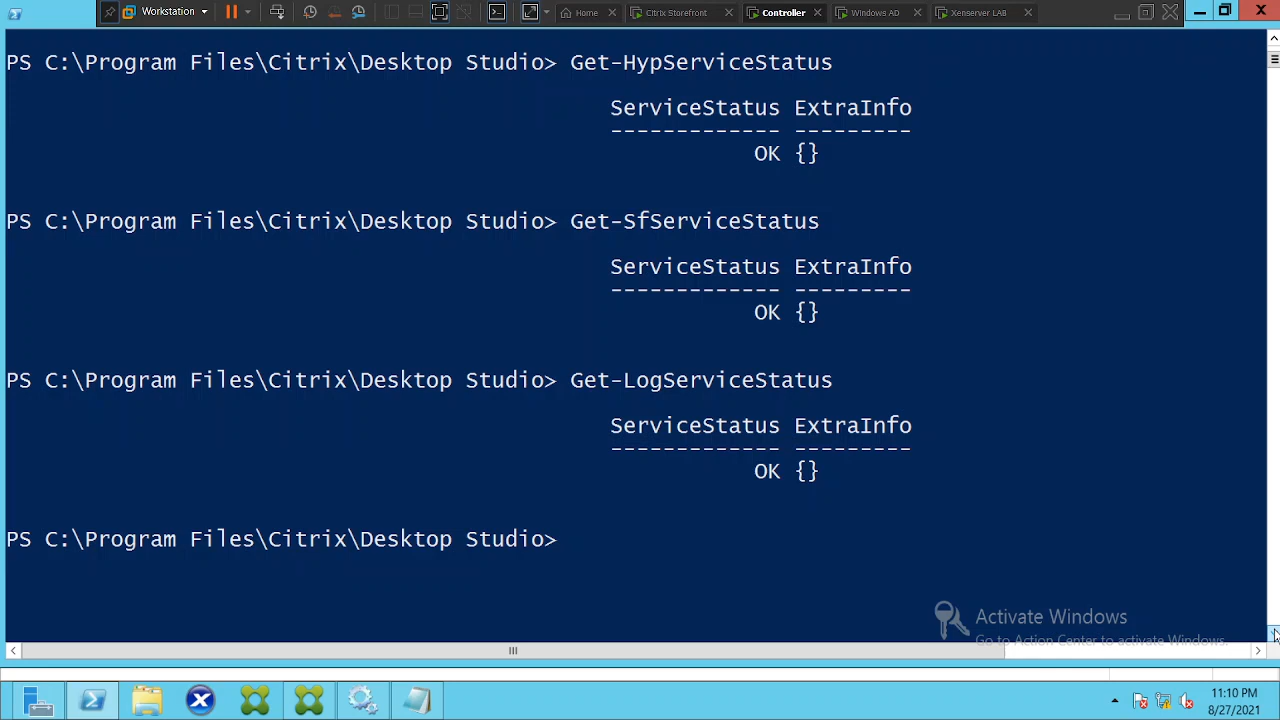 Workstation Home Citrix Storefront Controller Windows AD Xenserver LAB
PS C:\Program Files\Citrix\Desktop Studio> Get-HypServiceStatus
ServiceStatus ExtraInfo
------------- ---------
OK {}
PS C:\Program Files\Citrix\Desktop Studio> Get-SfServiceStatus
ServiceStatus ExtraInfo
------------- ---------
OK {}
PS C:\Program Files\Citrix\Desktop Studio> Get-LogServiceStatus
ServiceStatus ExtraInfo
------------- ---------
OK {}
PS C:\Program Files\Citrix\Desktop Studio>
Activate Windows
Go to Action Center to activate Windows.
11:10 PM
8/27/2021